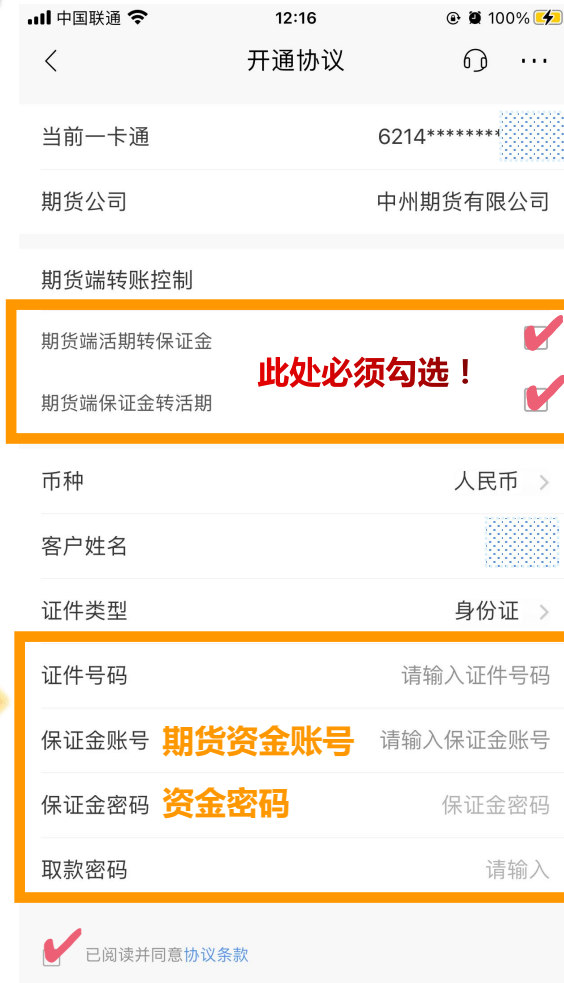 中国联通 12:16 100%
开通协议
当前一卡通 6214********
期货公司 中州期货有限公司
期货端转账控制
期货端活期转保证金
此处必须勾选！
期货端保证金转活期
币种 人民币
客户姓名
证件类型 身份证
证件号码 请输入证件号码
保证金账号 期货资金账号 请输入保证金账号
保证金密码 资金密码 保证金密码
取款密码 请输入
已阅读并同意协议条款